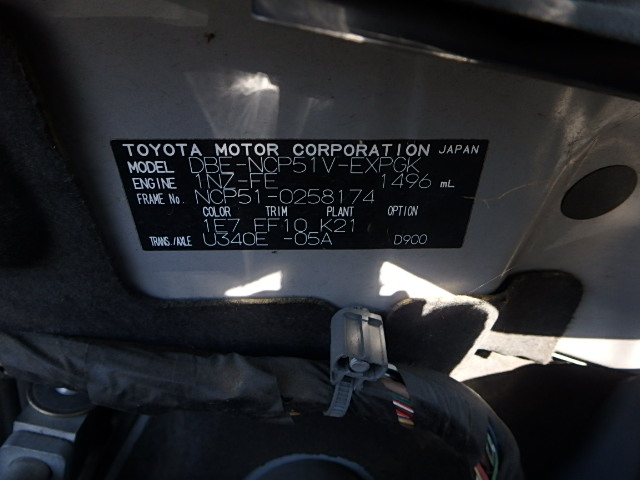 TOYOTA MOTOR CORPORATION JAPAN
MODEL DBE-NCP51V-EXPGK
ENGINE 1NZ-FE 1496 mL
FRAME NO. NCP51-0258174
COLOR TRIM PLANT OPTION
1E7 EF10 K21
TRANS./AXLE U340E -05A D900